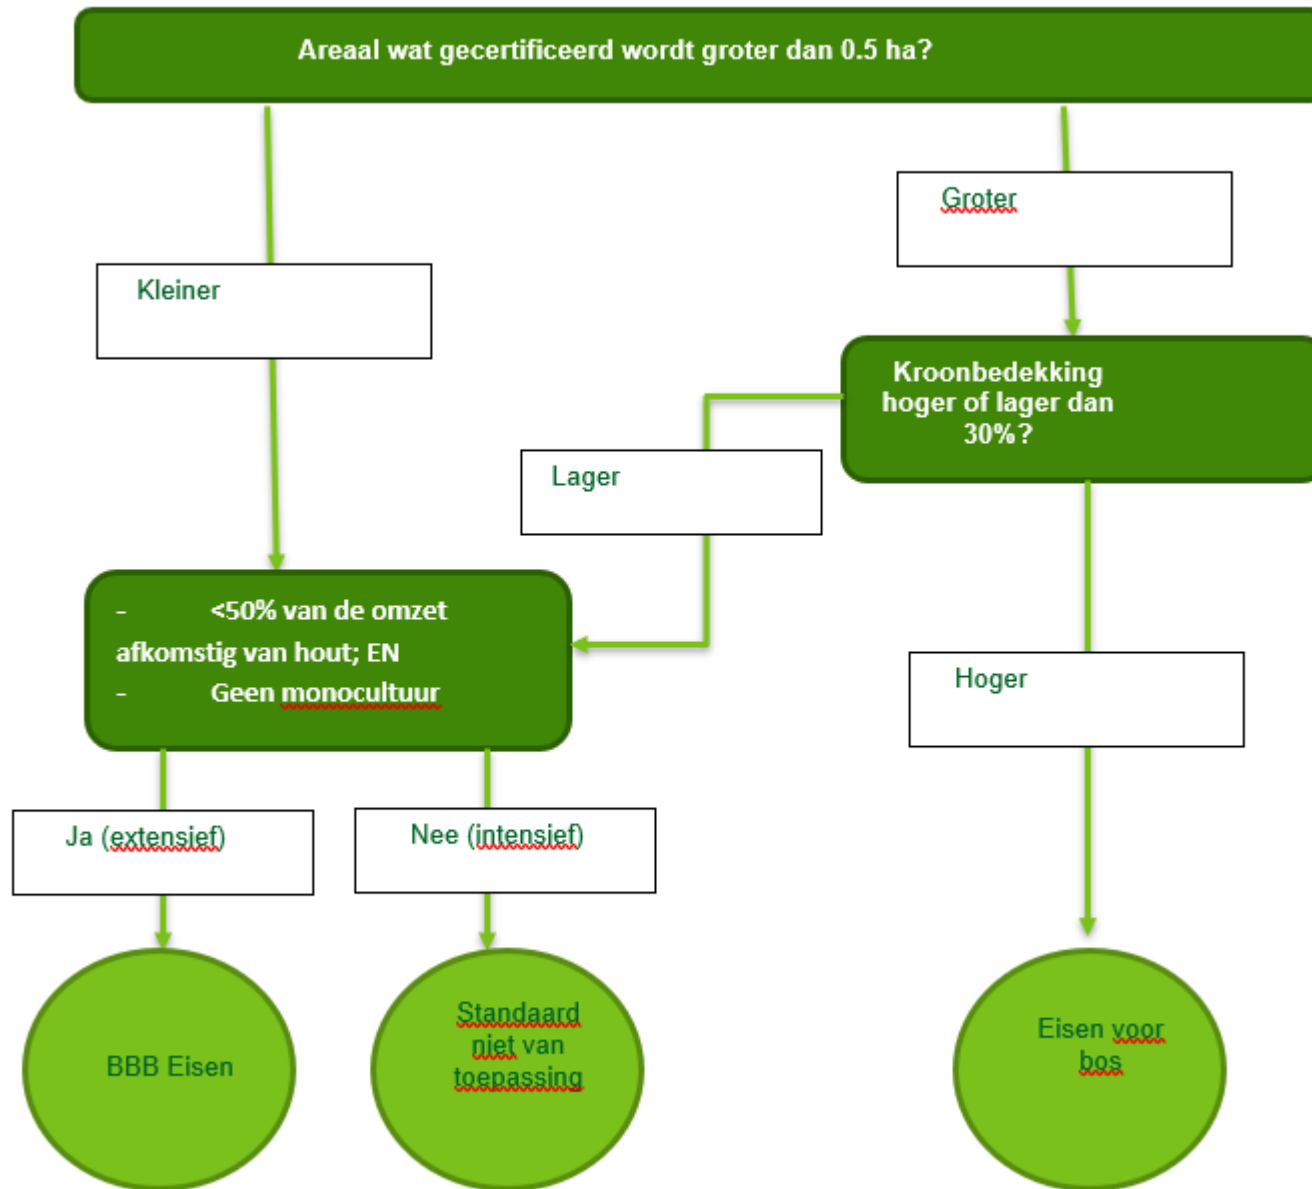 Areaal wat gecertificeerd wordt groter dan 0.5 ha?
Groter
Kleiner
Kroonbedekking
hoger of lager dan
30%?
Lager
- <50% van de omzet
afkomstig van hout; EN
- Geen monocultuur
Hoger
Ja (extensief)
Nee (intensief)
BBB Eisen
Standaard
niet van
toepassing
Eisen voor
bos